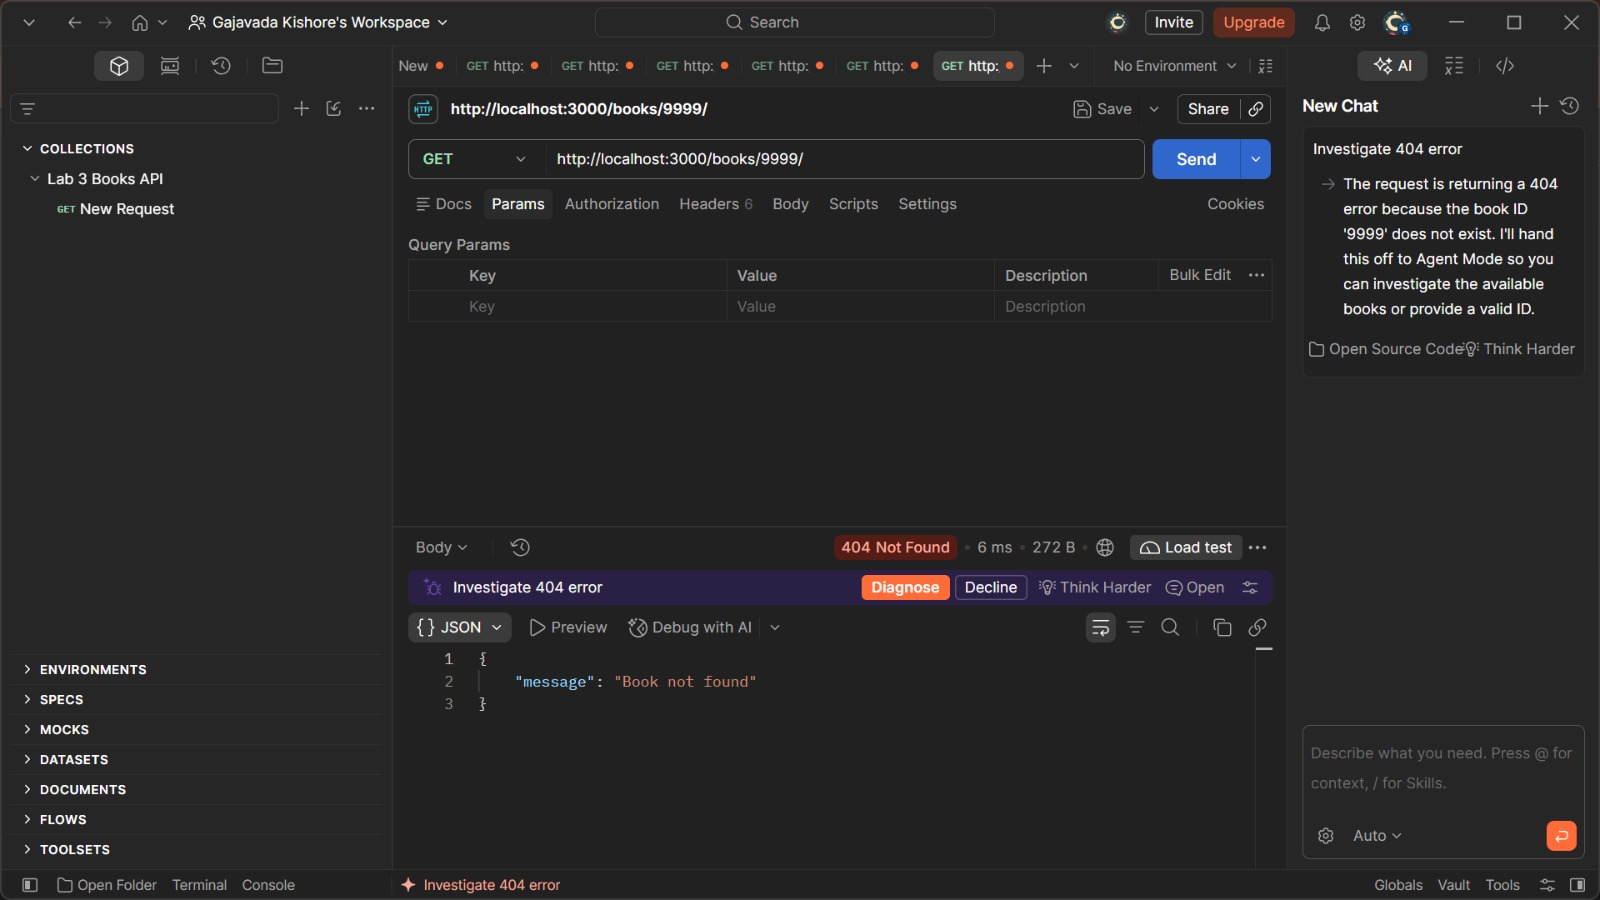 Gajavada Kishore's Workspace
Search
Invite
Upgrade
New
GET http:
GET http:
GET http:
GET http:
GET http:
GET http:
No Environment
AI
HTTP
http://localhost:3000/books/9999/
Save
Share
New Chat
COLLECTIONS
Lab 3 Books API
GET New Request
GET
http://localhost:3000/books/9999/
Send
Docs
Params
Authorization
Headers 6
Body
Scripts
Settings
Cookies
Query Params
Key
Value
Description
Bulk Edit
Key
Value
Description
Investigate 404 error
The request is returning a 404
error because the book ID
'9999' does not exist. I'll hand
this off to Agent Mode so you
can investigate the available
books or provide a valid ID.
Open Source Code
Think Harder
Body
404 Not Found
6 ms
272 B
Load test
Investigate 404 error
Diagnose
Decline
Think Harder
Open
{} JSON
Preview
Debug with AI
1 {
2 "message": "Book not found"
3 }
ENVIRONMENTS
SPECS
MOCKS
DATASETS
DOCUMENTS
FLOWS
TOOLSETS
Describe what you need. Press @ for
context, / for Skills.
Auto
Open Folder
Terminal
Console
Investigate 404 error
Globals
Vault
Tools